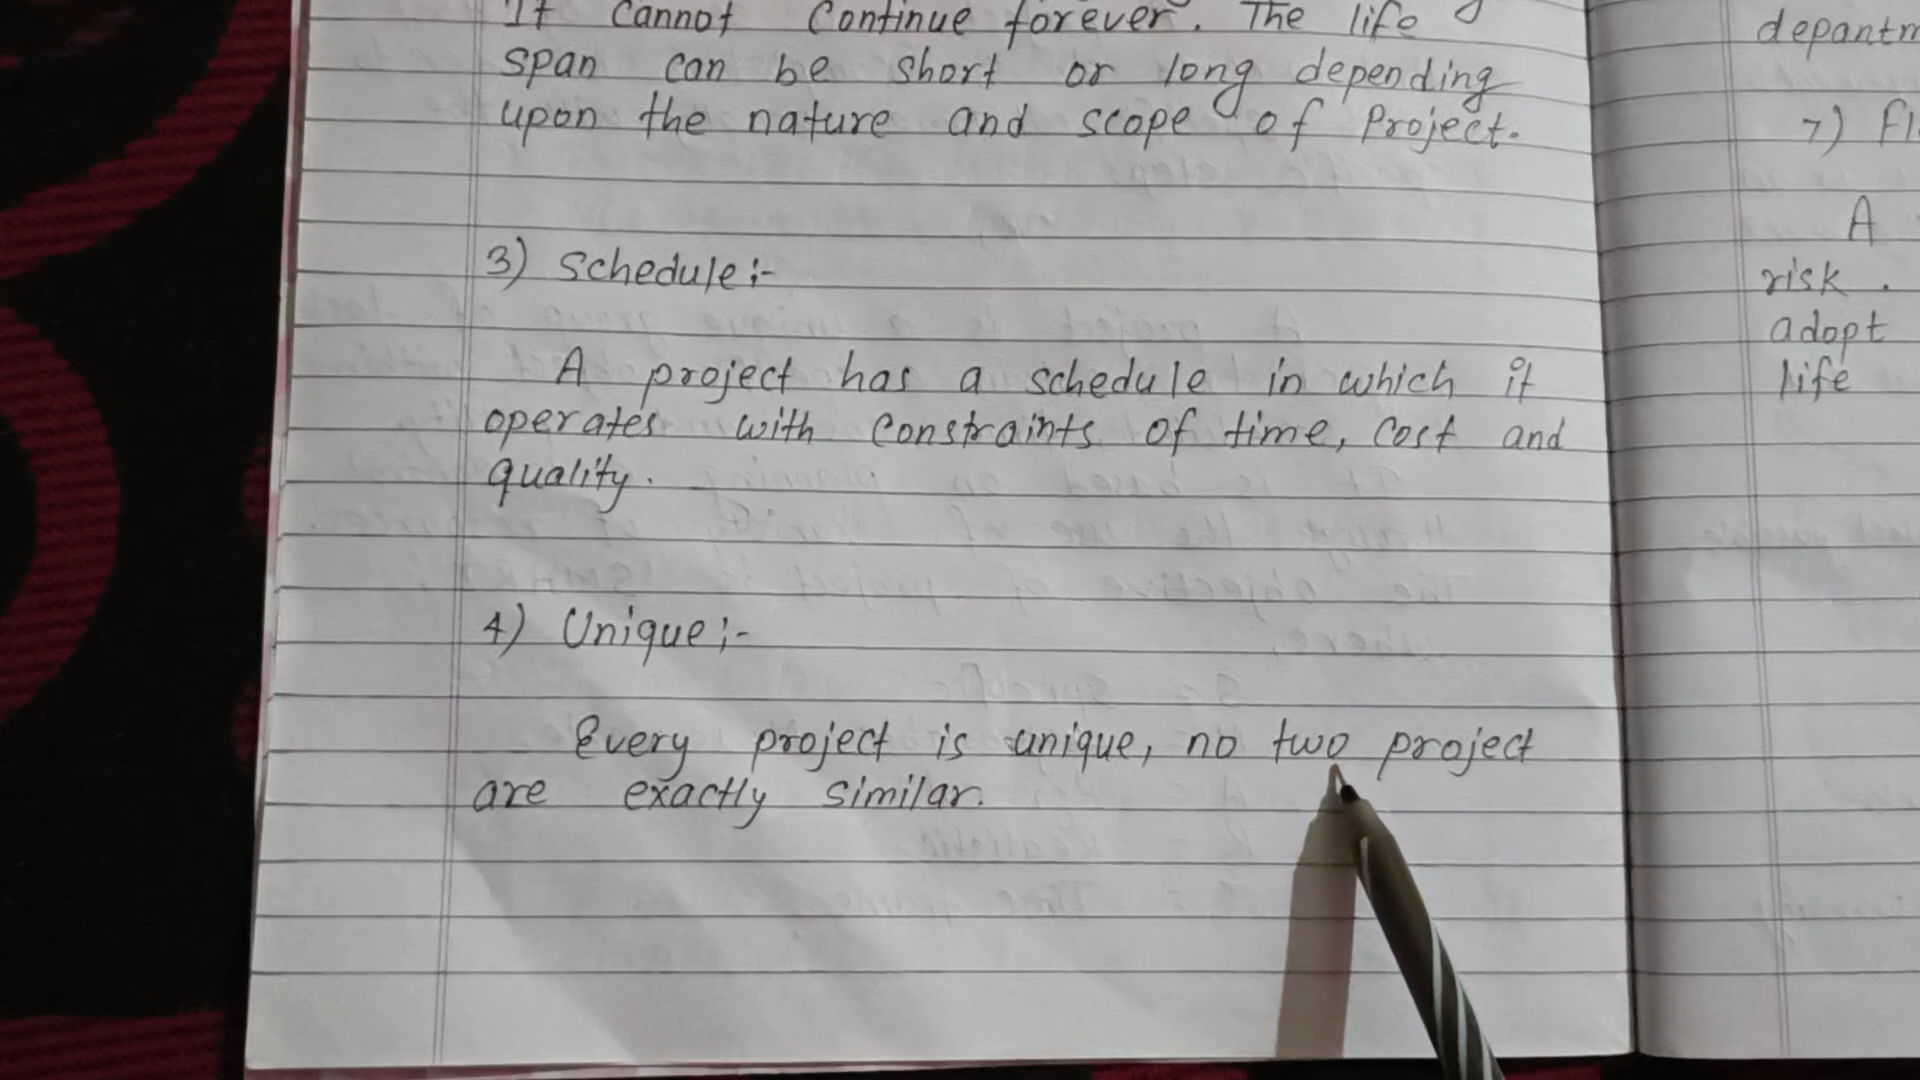 It cannot continue forever. The life
span can be short or long depending
upon the nature and scope of Project.
3) Schedule :-
A project has a schedule in which it
operates with constraints of time, cost and
quality.
4) Unique :-
Every project is unique, no two project
are exactly similar.
7)
A
risk.
adopt
life